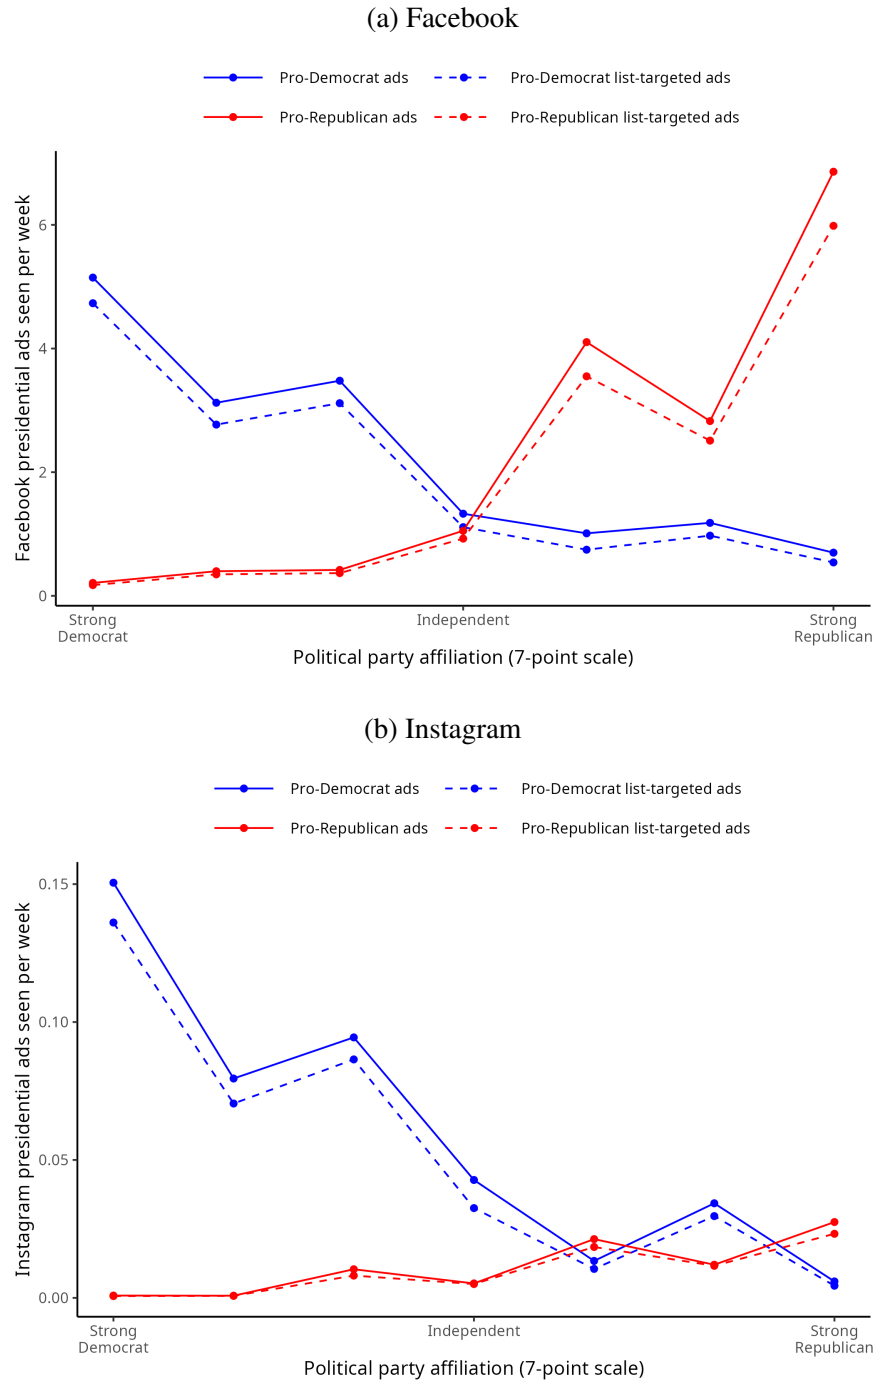 (a) Facebook
Pro-Democrat ads
Pro-Democrat list-targeted ads
Pro-Republican ads
Pro-Republican list-targeted ads
Facebook presidential ads seen per week
6
4
2
0
Strong
Democrat
Independent
Strong
Republican
Political party affiliation (7-point scale)
(b) Instagram
Pro-Democrat ads
Pro-Democrat list-targeted ads
Pro-Republican ads
Pro-Republican list-targeted ads
Instagram presidential ads seen per week
0.15
0.10
0.05
0.00
Strong
Democrat
Independent
Strong
Republican
Political party affiliation (7-point scale)